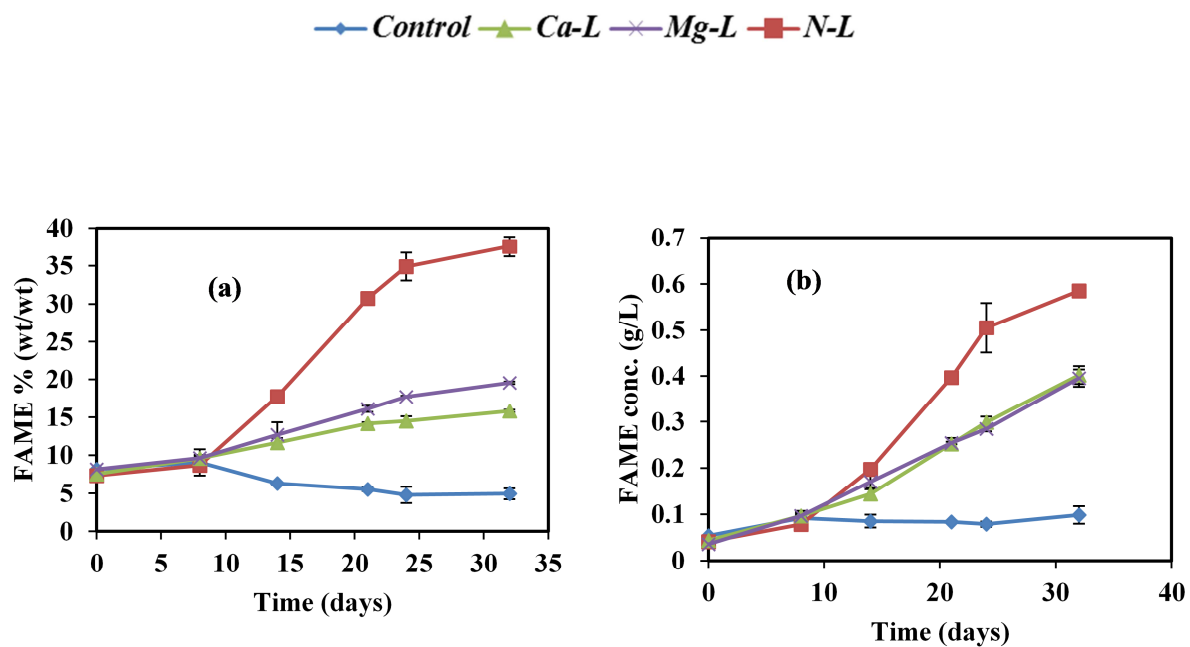 Control Ca-L Mg-L N-L
(a)
FAME % (wt/wt)
40
35
30
25
20
15
10
5
0
0 5 10 15 20 25 30 35
Time (days)
(b)
FAME conc. (g/L)
0.7
0.6
0.5
0.4
0.3
0.2
0.1
0
0 10 20 30 40
Time (days)